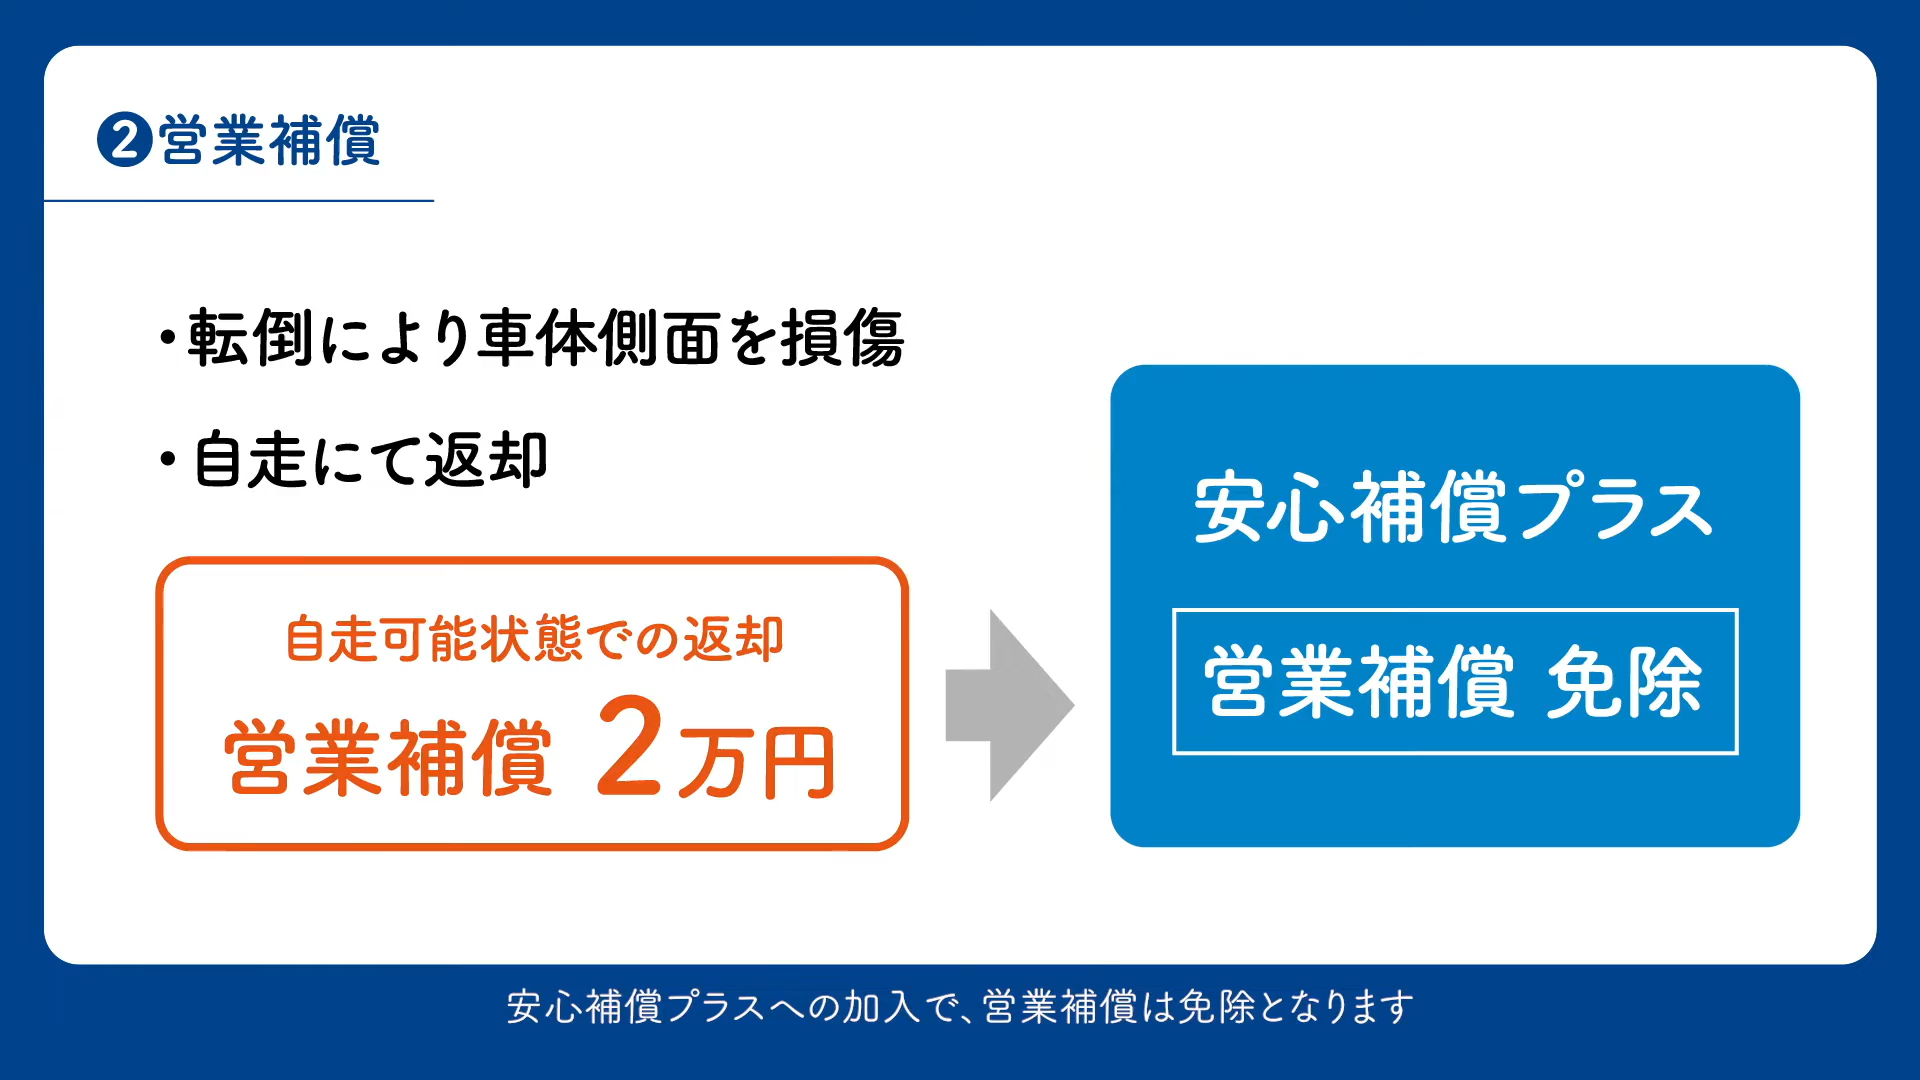 ❷営業補償
・転倒により車体側面を損傷
・自走にて返却
自走可能状態での返却
営業補償 2万円
安心補償プラス
営業補償 免除
安心補償プラスへの加入で、営業補償は免除となります